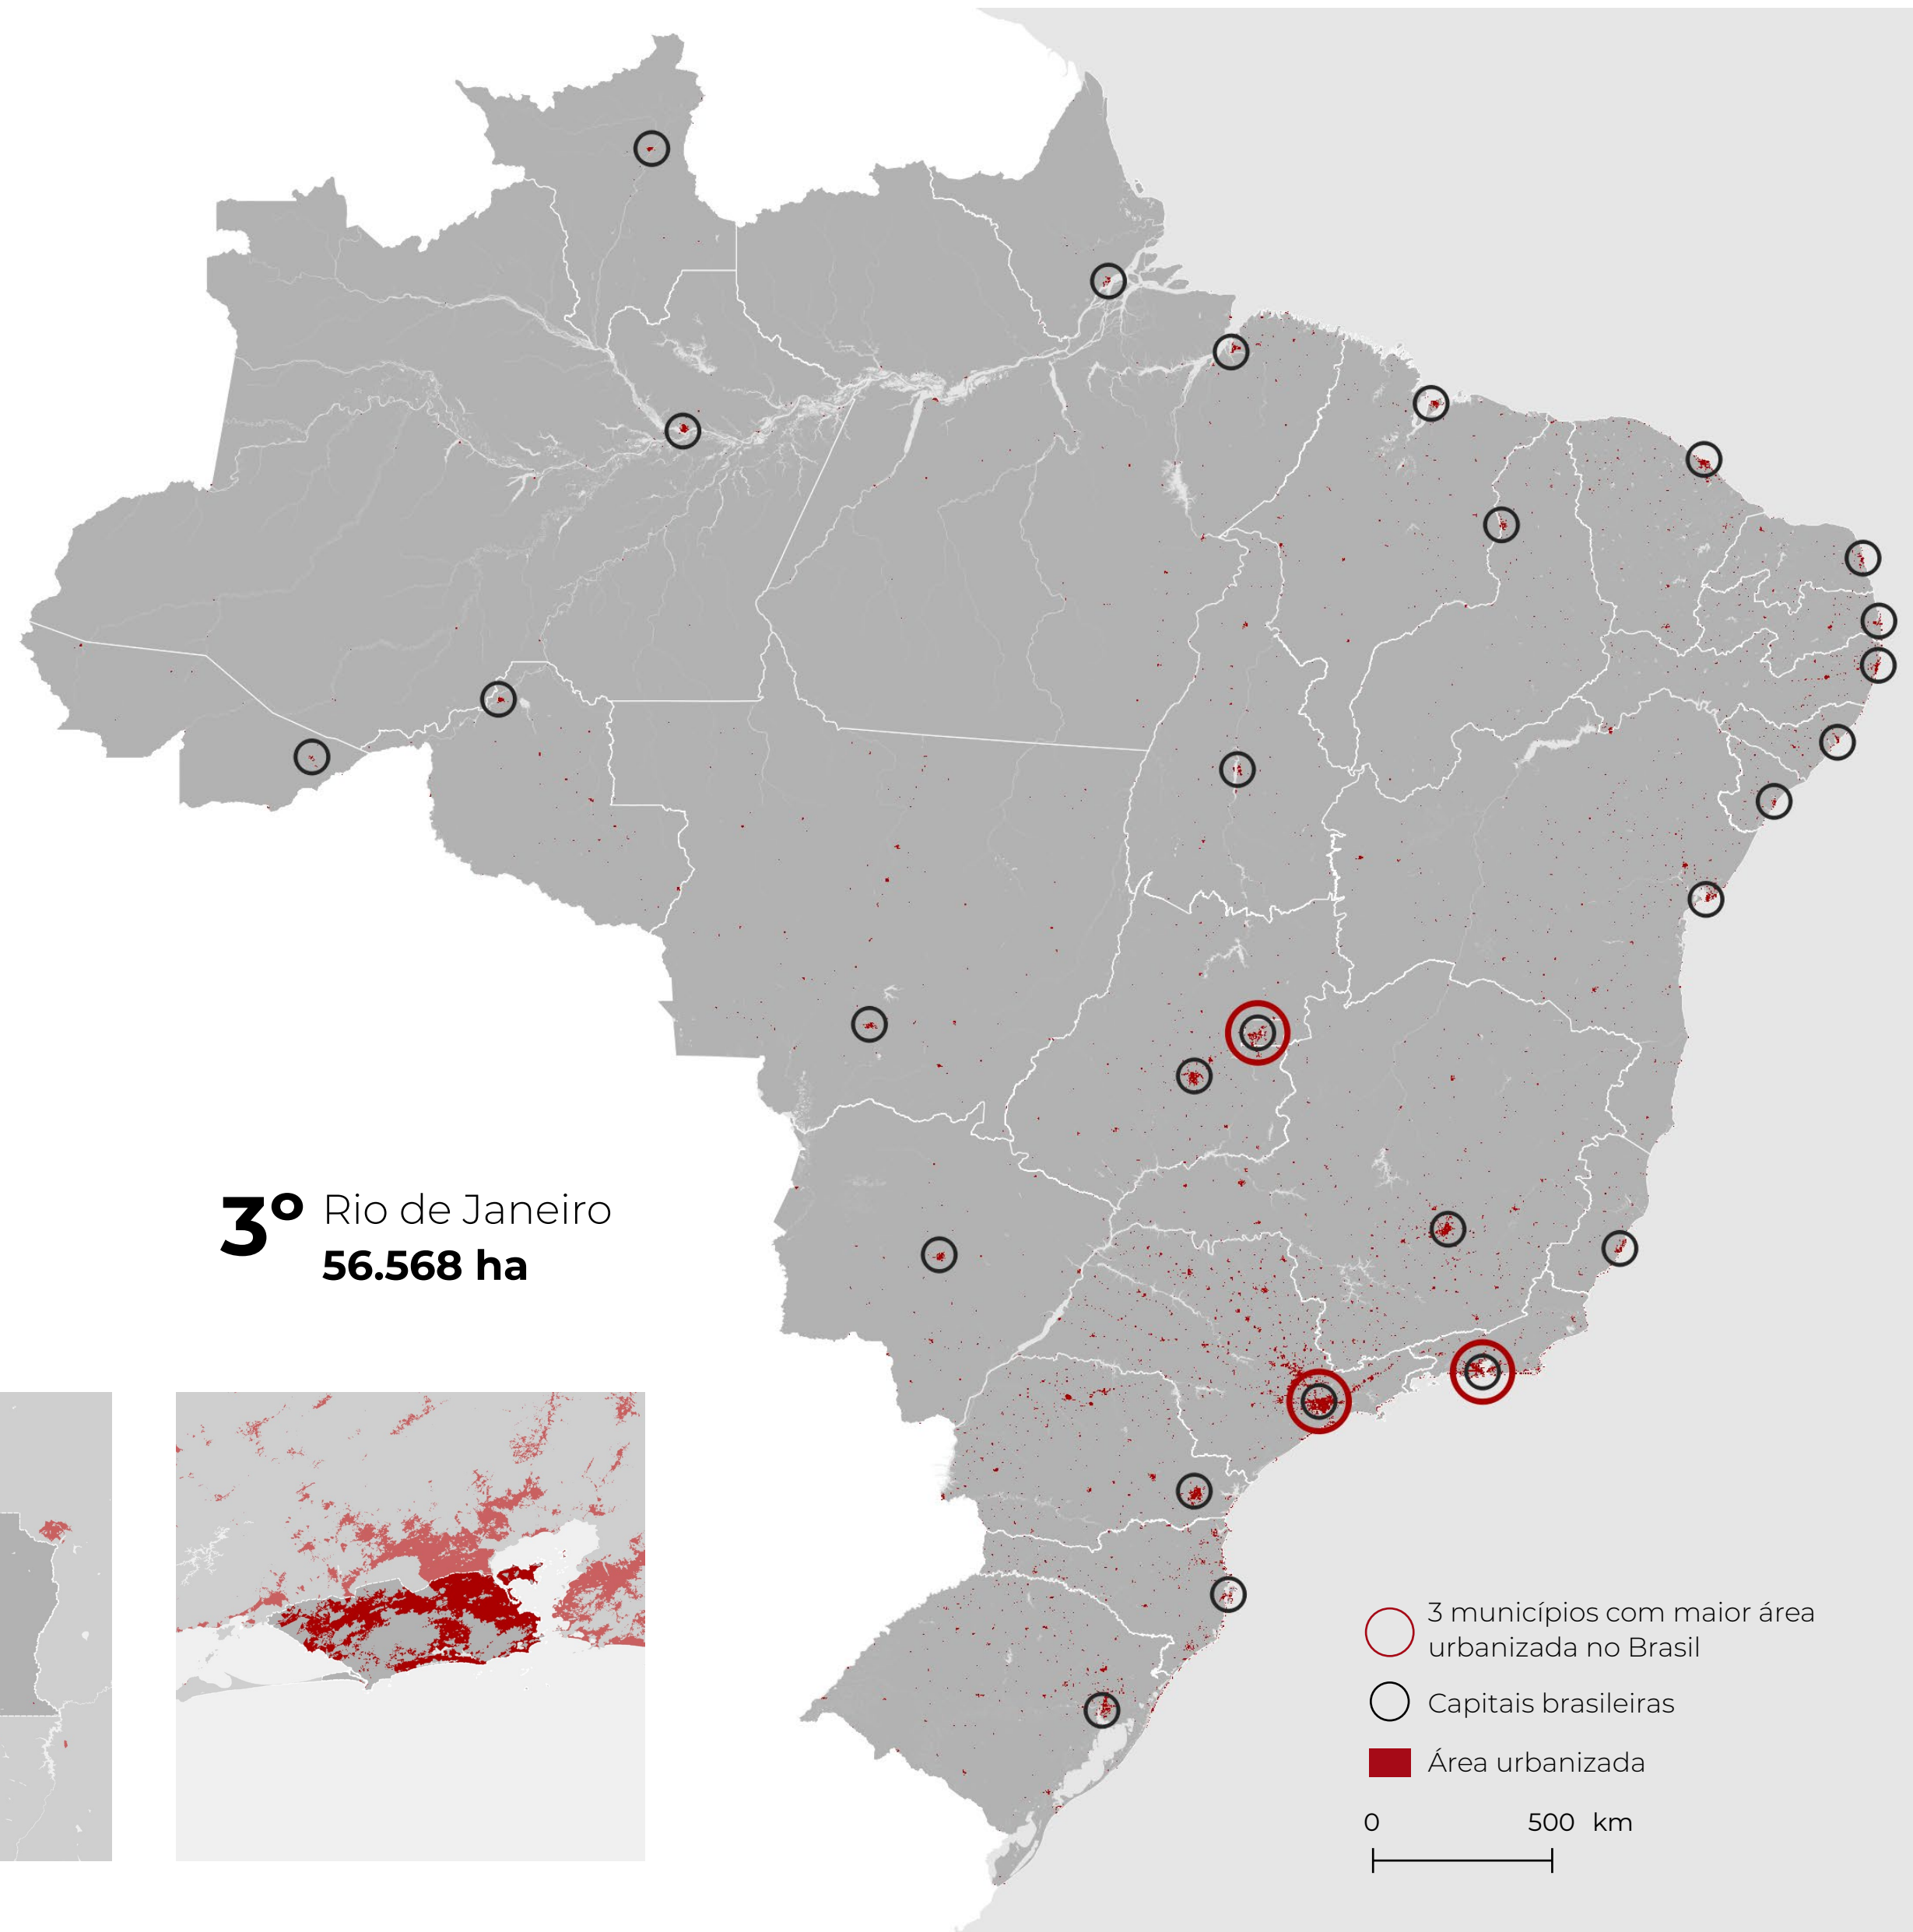 3º Rio de Janeiro
56.568 ha
3 municípios com maior área
urbanizada no Brasil
Capitais brasileiras
Área urbanizada
0 500 km